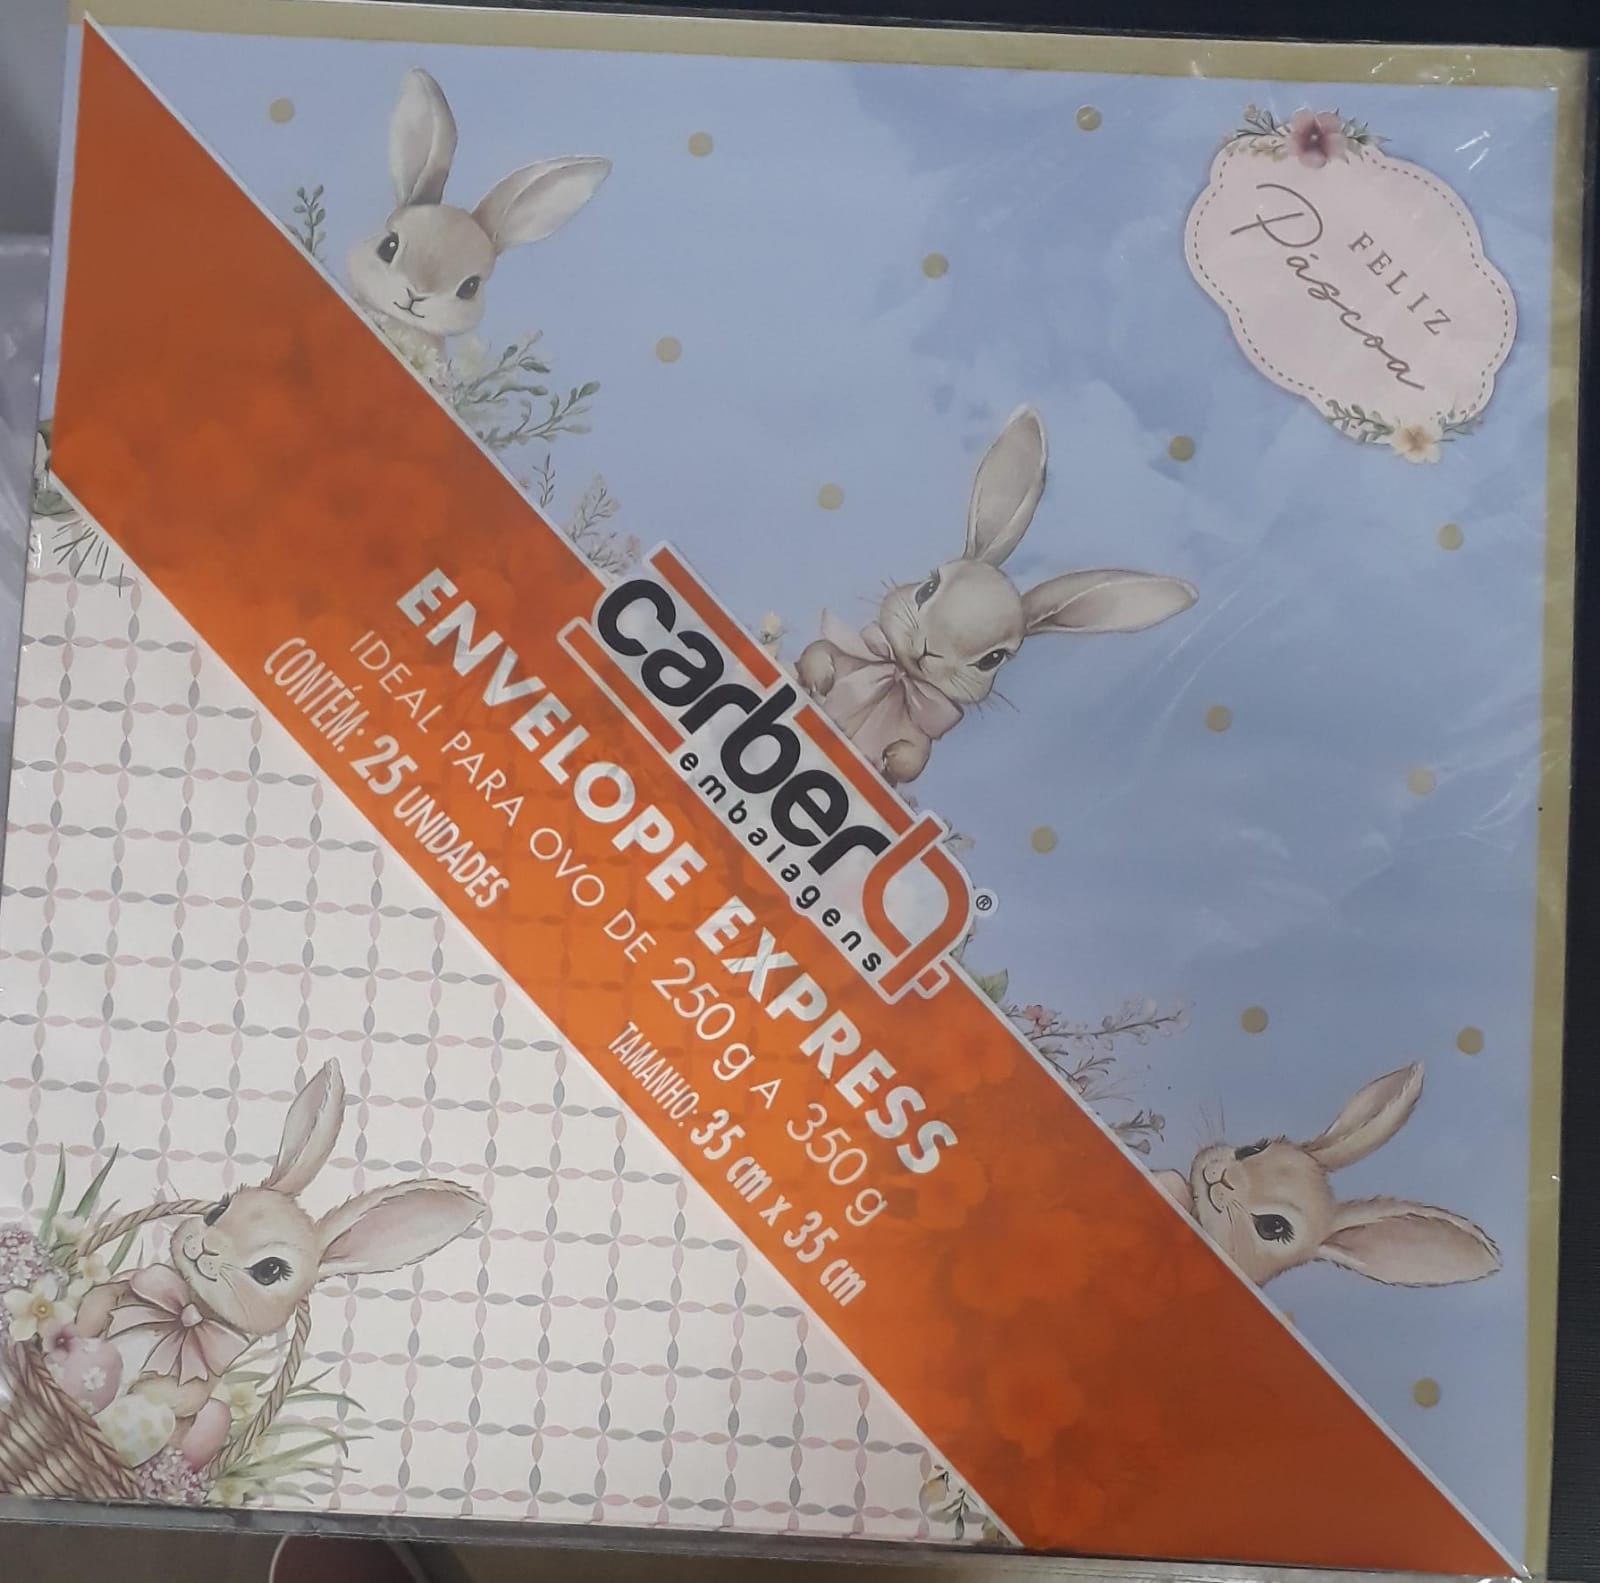 FELIZ
Páscoa
carber
embalagens
®
ENVELOPE EXPRESS
IDEAL PARA OVO DE 250 g A 350 g
CONTÉM: 25 UNIDADES
TAMANHO: 35 cm x 35 cm